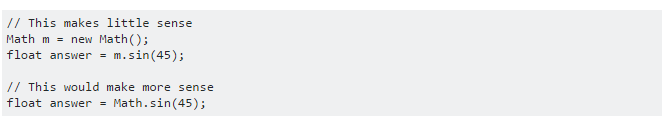 // This makes little sense
Math m = new Math();
float answer = m.sin(45);
// This would make more sense
float answer = Math.sin(45);